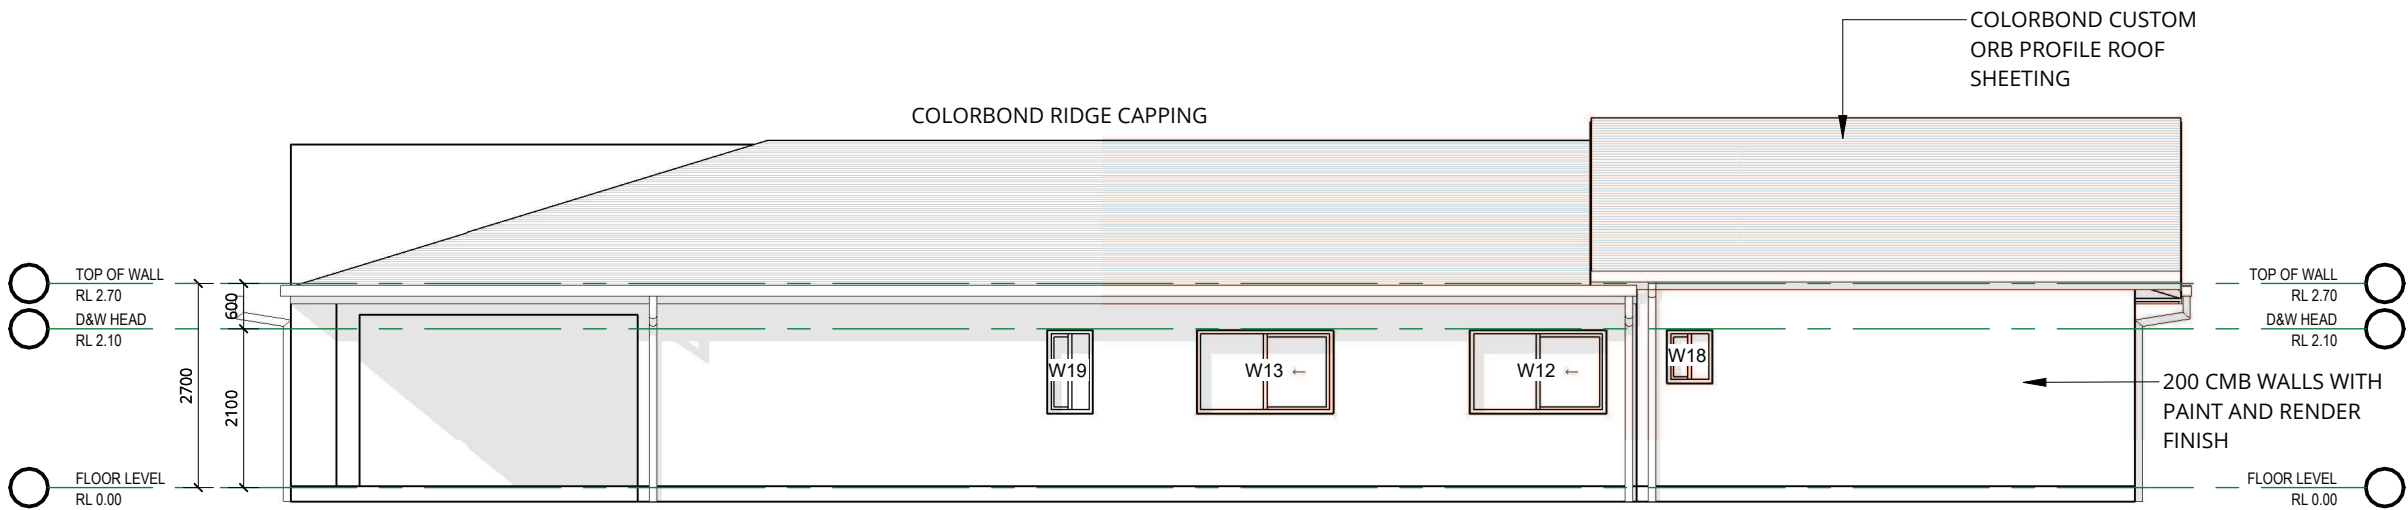 COLORBOND CUSTOM
ORB PROFILE ROOF
SHEETING
COLORBOND RIDGE CAPPING
TOP OF WALL
RL 2.70
D&W HEAD
RL 2.10
FLOOR LEVEL
RL 0.00
2700
600
2100
W19
W13 ←
W12 ←
W18
TOP OF WALL
RL 2.70
D&W HEAD
RL 2.10
200 CMB WALLS WITH
PAINT AND RENDER
FINISH
FLOOR LEVEL
RL 0.00